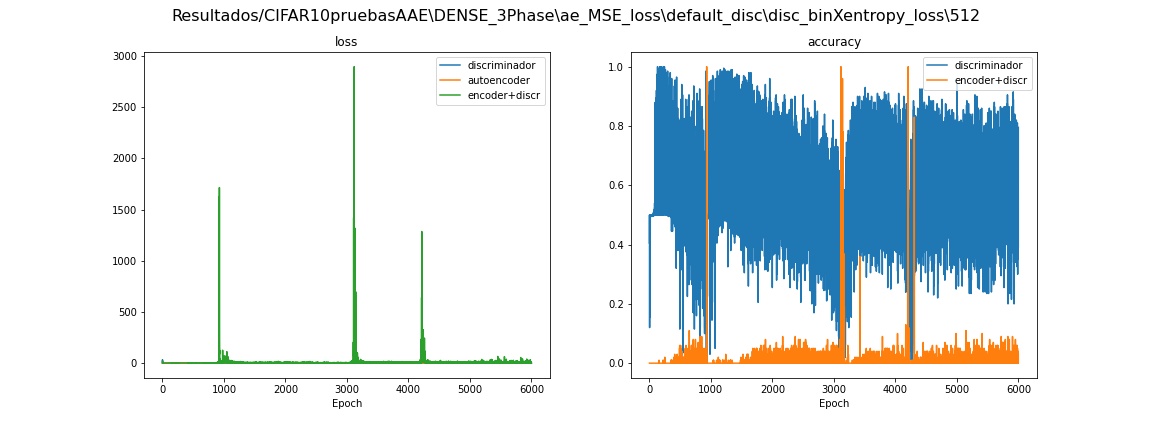 Resultados/CIFAR10pruebasAAE\DENSE_3Phase\ae_MSE_loss\default_disc\disc_binXentropy_loss\512
loss
3000
2500
2000
1500
1000
500
0
discriminador
autoencoder
encoder+discr
0 1000 2000 3000 4000 5000 6000
Epoch
accuracy
1.0
0.8
0.6
0.4
0.2
0.0
discriminador
encoder+discr
0 1000 2000 3000 4000 5000 6000
Epoch